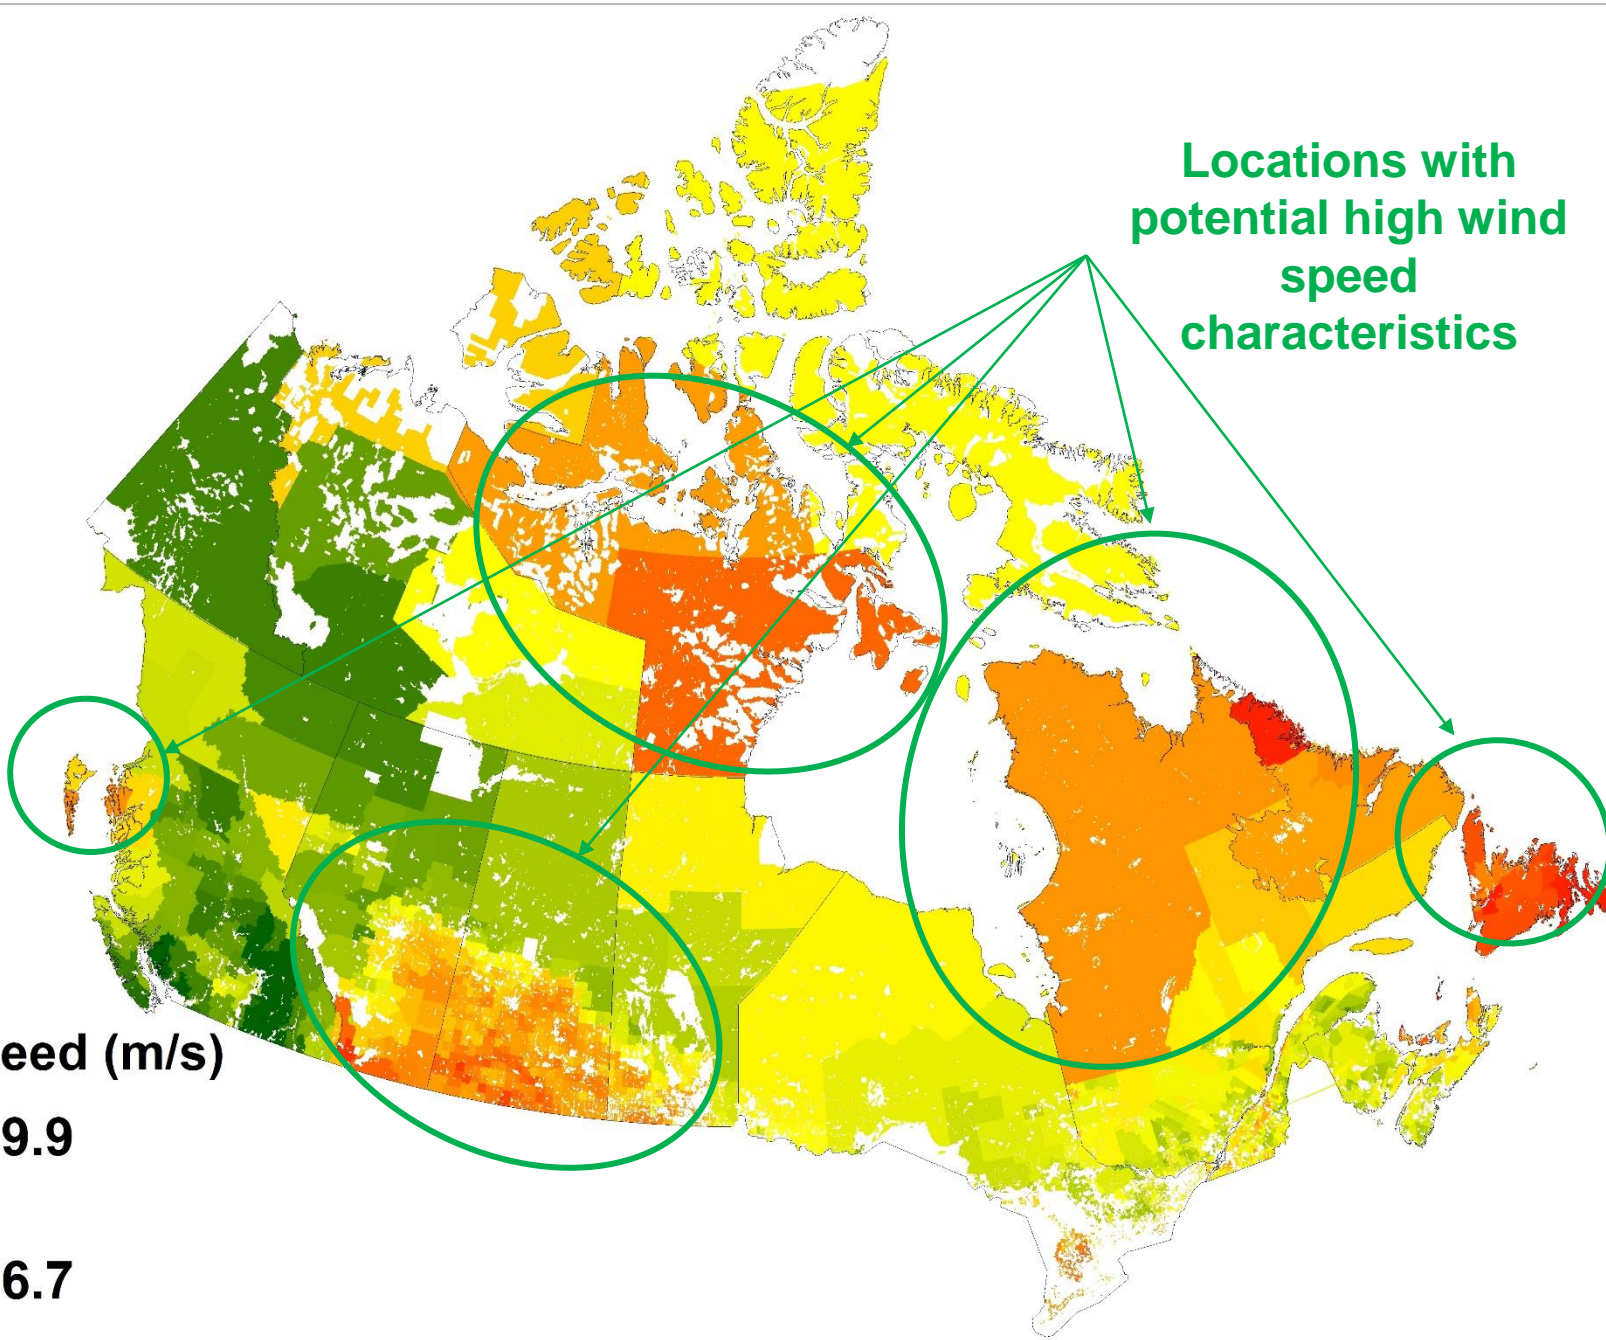 Locations with
potential high wind
speed
characteristics
eed (m/s)
9.9
6.7